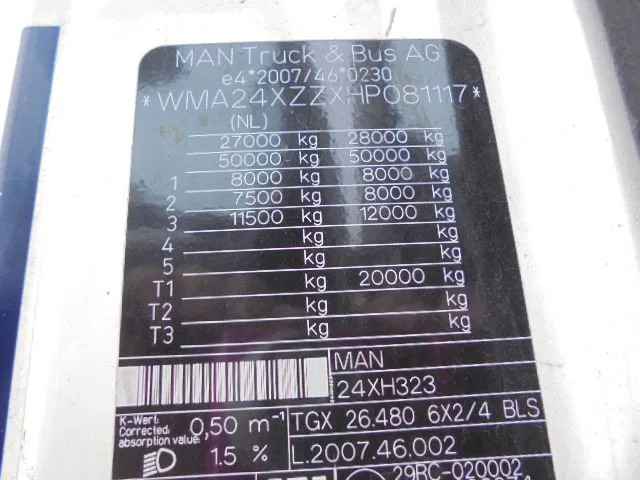 MAN Truck & Bus AG
e4*2007/46*0230
*WMA24XZZXHP081117*
(NL)
27000 kg 28000 kg
50000 kg 50000 kg
1 8000 kg 8000 kg
2 7500 kg 8000 kg
3 11500 kg 12000 kg
4 kg kg
5 kg kg
T1 kg 20000 kg
T2 kg kg
T3 kg kg
MAN
24XH323
K-Wert:
Corrected
absorption value:
0,50 m⁻¹
TGX 26.480 6X2/4 BLS
1.5 %
L.2007.46.002
29RC-020002